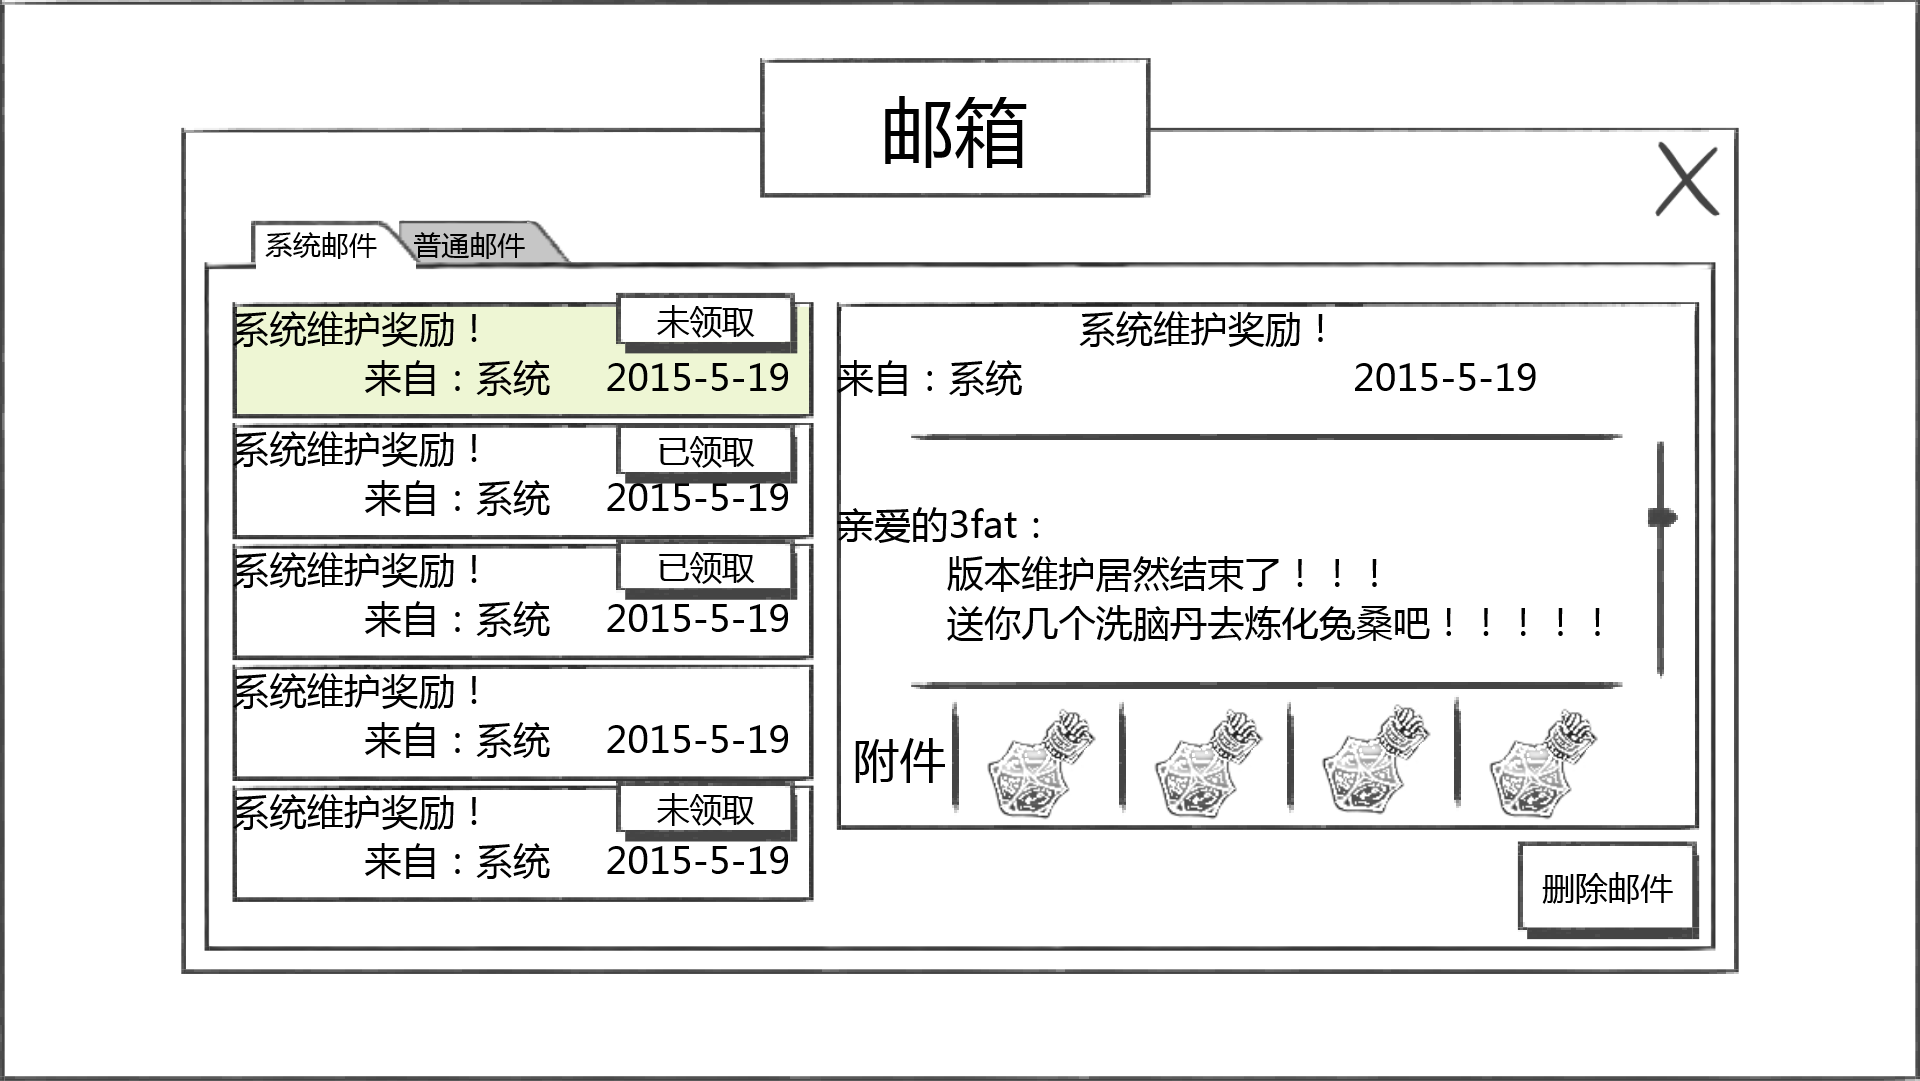 邮箱
系统邮件
普通邮件
系统维护奖励！
未领取
来自：系统 2015-5-19
系统维护奖励！
已领取
来自：系统 2015-5-19
系统维护奖励！
已领取
来自：系统 2015-5-19
系统维护奖励！
来自：系统 2015-5-19
系统维护奖励！
未领取
来自：系统 2015-5-19
系统维护奖励！
来自：系统 2015-5-19
亲爱的3fat：
版本维护居然结束了！！！
送你几个洗脑丹去炼化兔桑吧！！！！！
附件
删除邮件